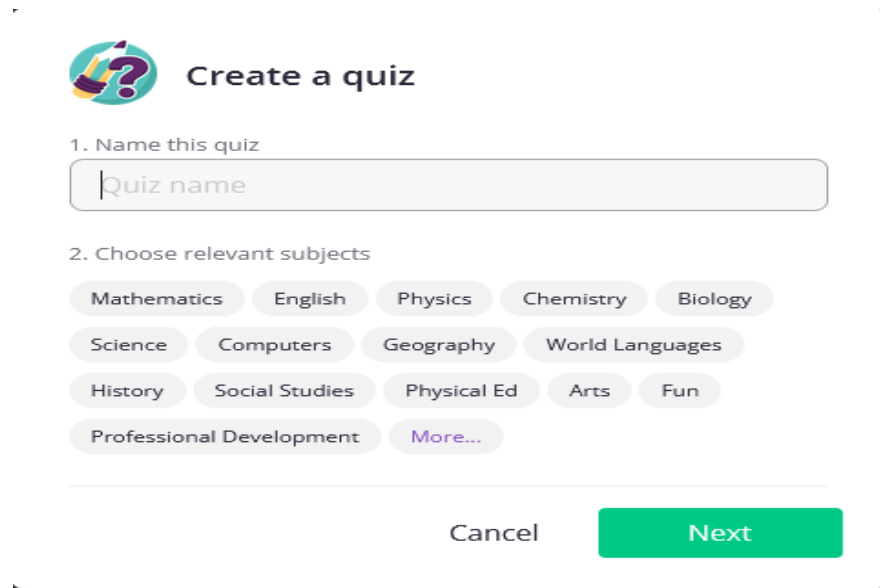 Create a quiz
1. Name this quiz
Quiz name
2. Choose relevant subjects
Mathematics English Physics Chemistry Biology
Science Computers Geography World Languages
History Social Studies Physical Ed Arts Fun
Professional Development More...
Cancel Next